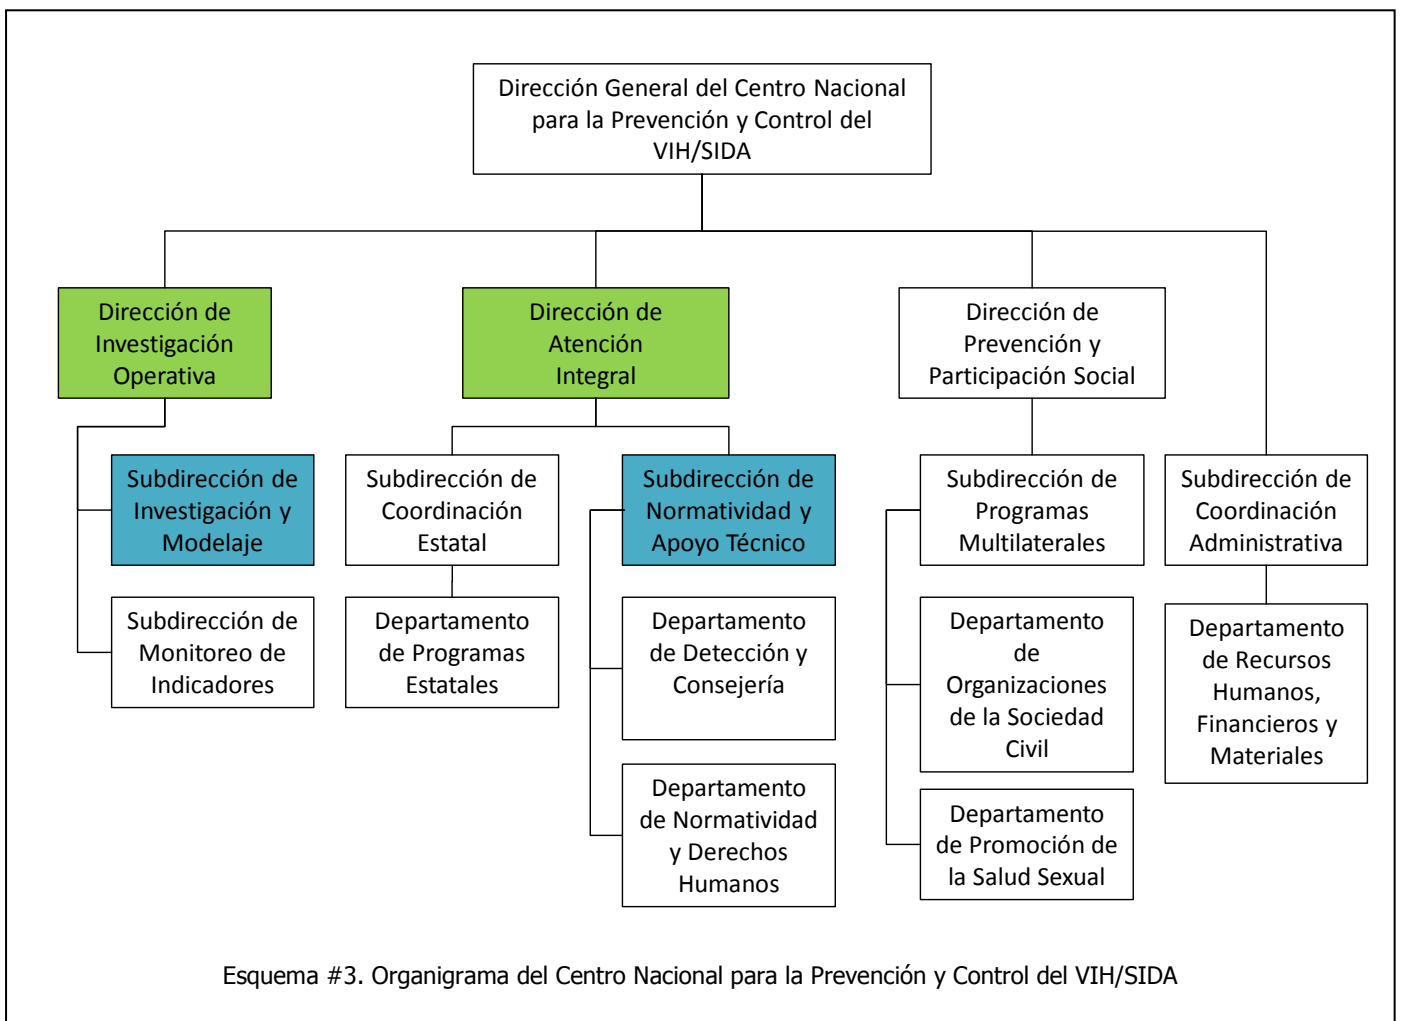 Dirección General del Centro Nacional
para la Prevención y Control del
VIH/SIDA
Dirección de
Investigación
Operativa
Dirección de
Atención
Integral
Dirección de
Prevención y
Participación Social
Subdirección de
Investigación y
Modelaje
Subdirección de
Coordinación
Estatal
Subdirección de
Normatividad y
Apoyo Técnico
Subdirección de
Programas
Multilaterales
Subdirección de
Coordinación
Administrativa
Subdirección de
Monitoreo de
Indicadores
Departamento
de Programas
Estatales
Departamento
de Detección y
Consejería
Departamento
de
Organizaciones
de la Sociedad
Civil
Departamento
de Recursos
Humanos,
Financieros y
Materiales
Departamento
de Normatividad
y Derechos
Humanos
Departamento
de Promoción de
la Salud Sexual
Esquema #3. Organigrama del Centro Nacional para la Prevención y Control del VIH/SIDA